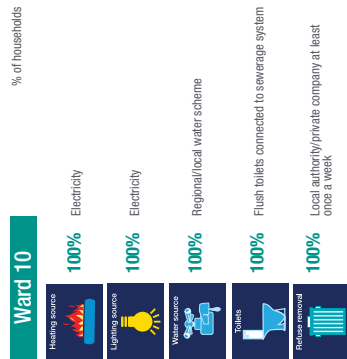 Ward 10
% of households
Heating source
100%
Electricity
Lighting source
100%
Electricity
Water source
100%
Regional/local water scheme
Toilets
100%
Flush toilets connected to sewerage system
Refuse removal
100%
Local authority/private company at least
once a week